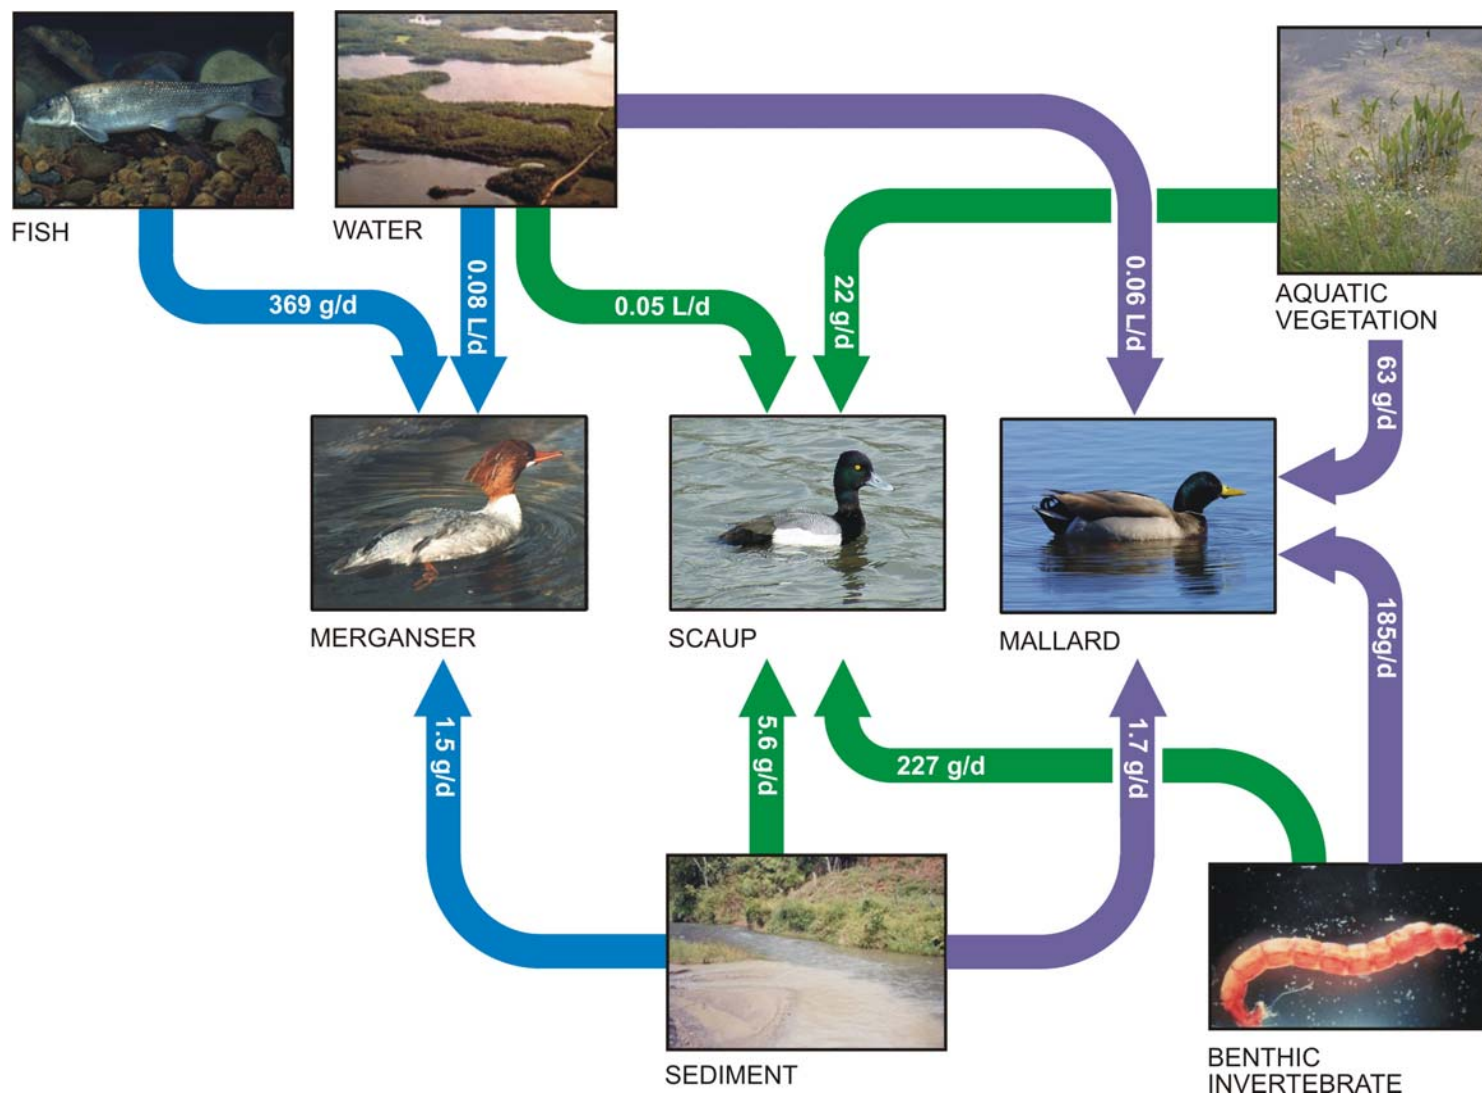 FISH
WATER
AQUATIC
VEGETATION
369 g/d
0.08 L/d
0.05 L/d
22 g/d
0.06 L/d
63 g/d
MERGANSER
SCAUP
MALLARD
1.5 g/d
5.6 g/d
227 g/d
1.7 g/d
185g/d
SEDIMENT
BENTHIC
INVERTEBRATE